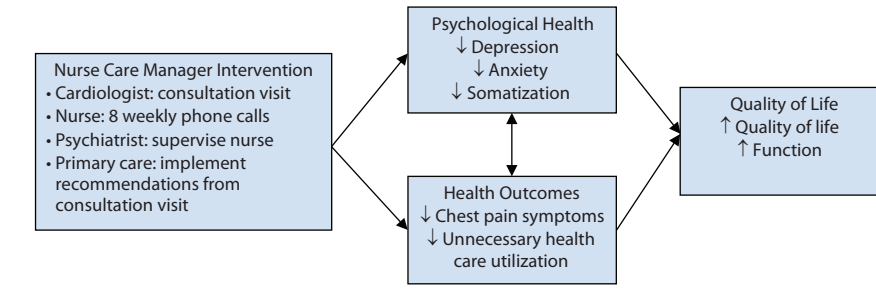 Nurse Care Manager Intervention
• Cardiologist: consultation visit
• Nurse: 8 weekly phone calls
• Psychiatrist: supervise nurse
• Primary care: implement
recommendations from
consultation visit
Psychological Health
↓ Depression
↓ Anxiety
↓ Somatization
Health Outcomes
↓ Chest pain symptoms
↓ Unnecessary health
care utilization
Quality of Life
↑ Quality of life
↑ Function